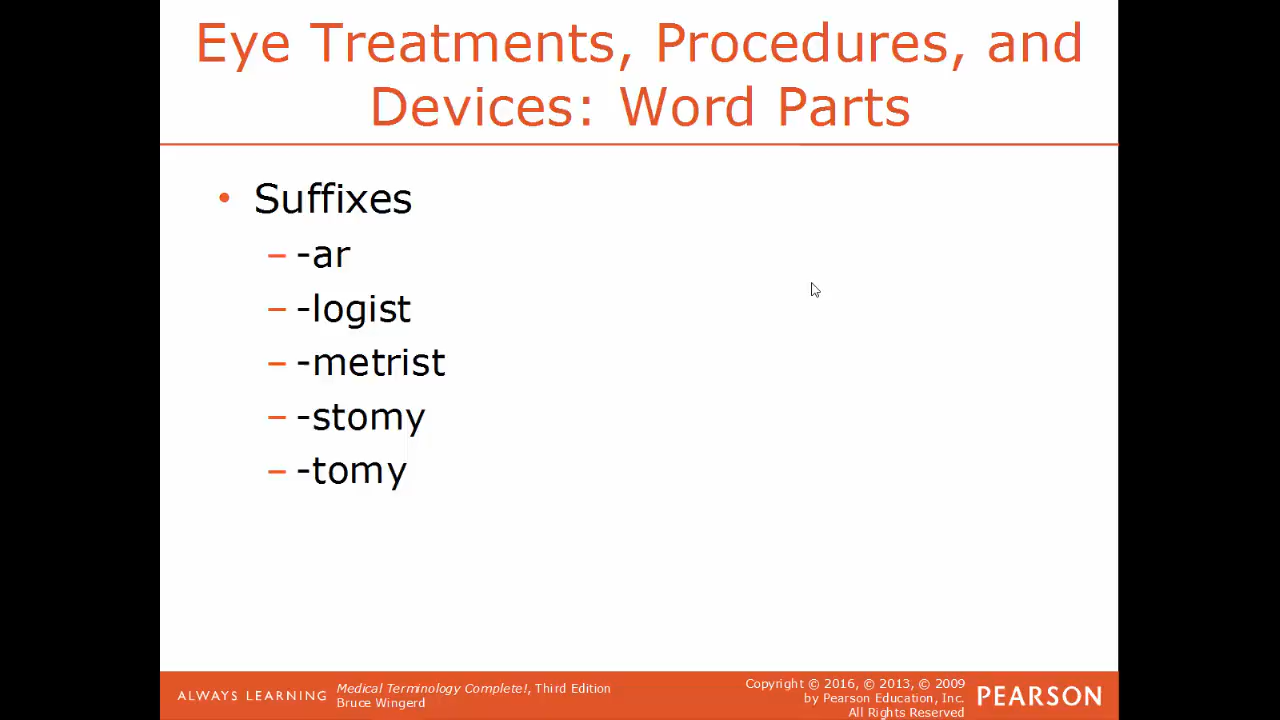 Eye Treatments, Procedures, and
Devices: Word Parts
• Suffixes
– -ar
– -logist
– -metrist
– -stomy
– -tomy
ALWAYS LEARNING
Medical Terminology Complete!, Third Edition
Bruce Wingerd
Copyright © 2016, © 2013, © 2009
by Pearson Education, Inc.
All Rights Reserved
PEARSON